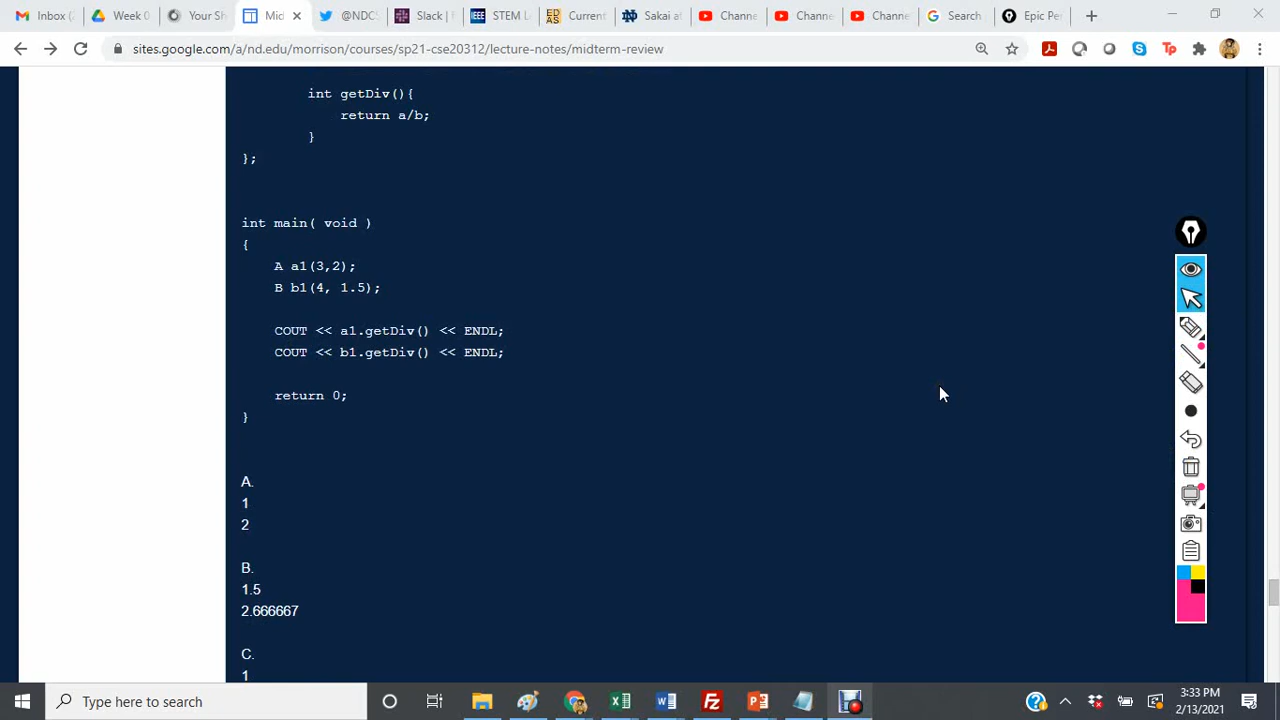 Inbox (
Week 0
Your Sh
Mid
@NDCS
Slack |
STEM Le
Current
Sakai at
Channe
Channe
Channe
Search
Epic Pe
sites.google.com/a/nd.edu/morrison/courses/sp21-cse20312/lecture-notes/midterm-review
int getDiv(){
return a/b;
}
};
int main( void )
{
A a1(3,2);
B b1(4, 1.5);
COUT << a1.getDiv() << ENDL;
COUT << b1.getDiv() << ENDL;
return 0;
}
A.
1
2
B.
1.5
2.666667
C.
1
Type here to search
3:33 PM
2/13/2021